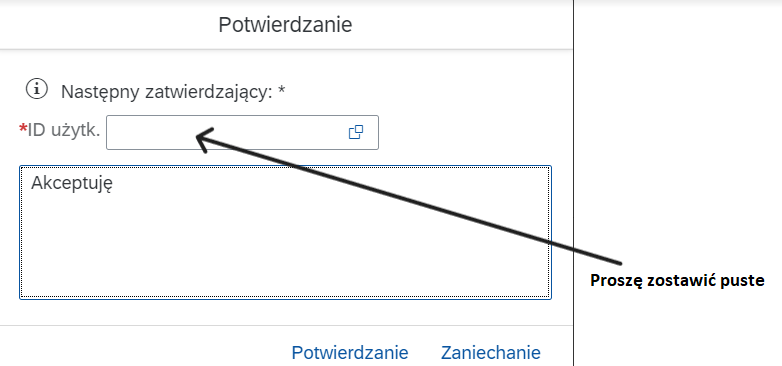 Potwierdzanie
Następny zatwierdzający: *
*ID użytk.
Akceptuję
Proszę zostawić puste
Potwierdzanie Zaniechanie